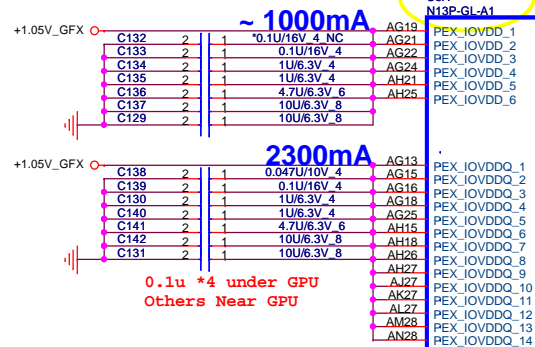 N13P-GL-A1
~ 1000mA
+1.05V_GFX
AG19 PEX_IOVDD_1
C132 2 1 *0.1U/16V_4_NC AG21 PEX_IOVDD_2
C133 2 1 0.1U/16V_4 AG22 PEX_IOVDD_3
C134 2 1 1U/6.3V_4 AG24 PEX_IOVDD_4
C135 2 1 1U/6.3V_4 AH21 PEX_IOVDD_5
C136 2 1 4.7U/6.3V_6 AH25 PEX_IOVDD_6
C137 2 1 10U/6.3V_8
C129 2 1 10U/6.3V_8
2300mA
+1.05V_GFX
AG13 PEX_IOVDDQ_1
C138 2 1 0.047U/10V_4 AG15 PEX_IOVDDQ_2
C139 2 1 0.1U/16V_4 AG16 PEX_IOVDDQ_3
C130 2 1 1U/6.3V_4 AG18 PEX_IOVDDQ_4
C140 2 1 1U/6.3V_4 AG25 PEX_IOVDDQ_5
C141 2 1 4.7U/6.3V_6 AH15 PEX_IOVDDQ_6
C142 2 1 10U/6.3V_8 AH18 PEX_IOVDDQ_7
C131 2 1 10U/6.3V_8 AH26 PEX_IOVDDQ_8
AH27 PEX_IOVDDQ_9
0.1u *4 under GPU
AJ27 PEX_IOVDDQ_10
Others Near GPU
AK27 PEX_IOVDDQ_11
AL27 PEX_IOVDDQ_12
AM28 PEX_IOVDDQ_13
AN28 PEX_IOVDDQ_14